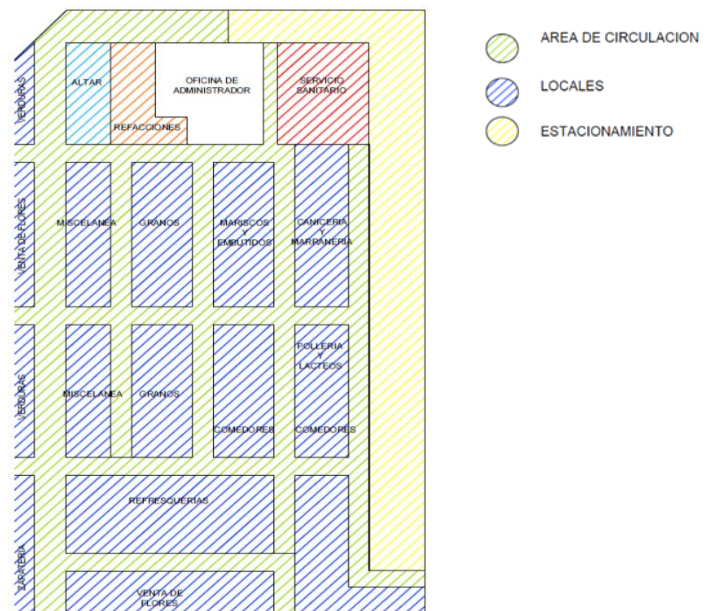 AREA DE CIRCULACION
LOCALES
ESTACIONAMIENTO
VERDURAS
ALTAR
REFACCIONES
OFICINA DE
ADMINISTRADOR
SERVICIO
SANITARIO
VENTA DE FLORES
MISCELANEA
GRANOS
MARISCOS
Y
EMBUTIDOS
CANICERIA
Y
MARRANERIA
VERDURAS
MISCELANEA
GRANOS
COMEDORES
POLLERIA
Y
LACTEOS
COMEDORES
ZAPATERIA
REFRESQUERIAS
VENTA DE
FLORES